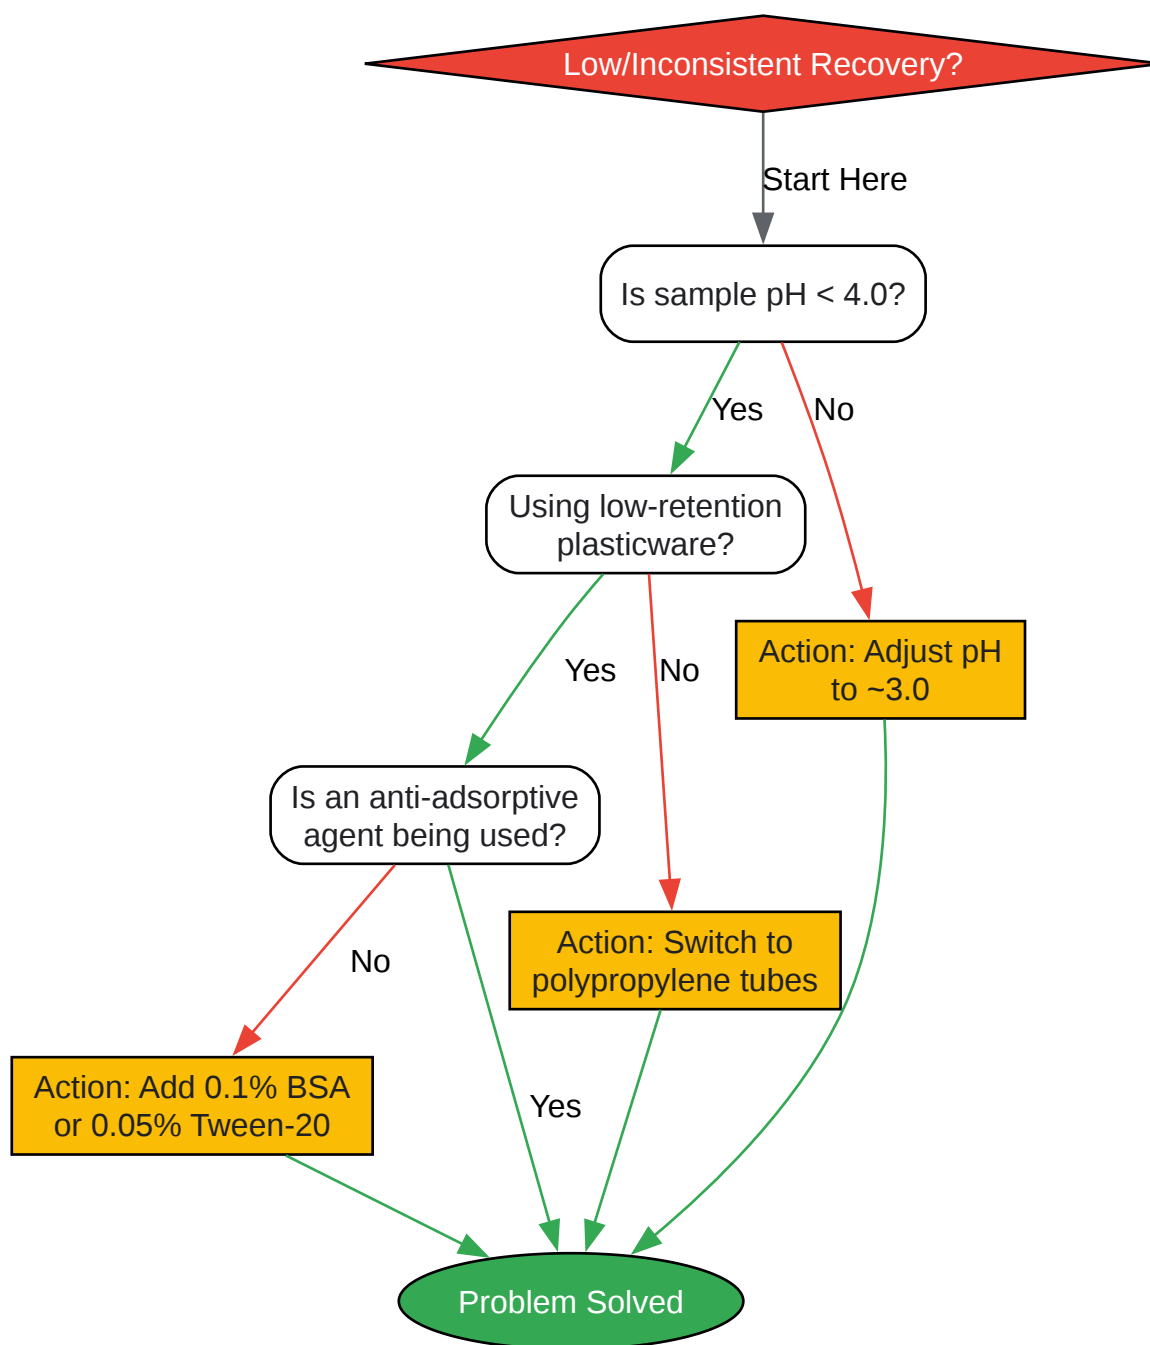 Low/Inconsistent Recovery?
Start Here
Is sample pH < 4.0?
Yes
No
Using low-retention
plasticware?
Yes
No
Action: Adjust pH
to ~3.0
Is an anti-adsorptive
agent being used?
No
Action: Switch to
polypropylene tubes
Action: Add 0.1% BSA
or 0.05% Tween-20
Yes
Problem Solved